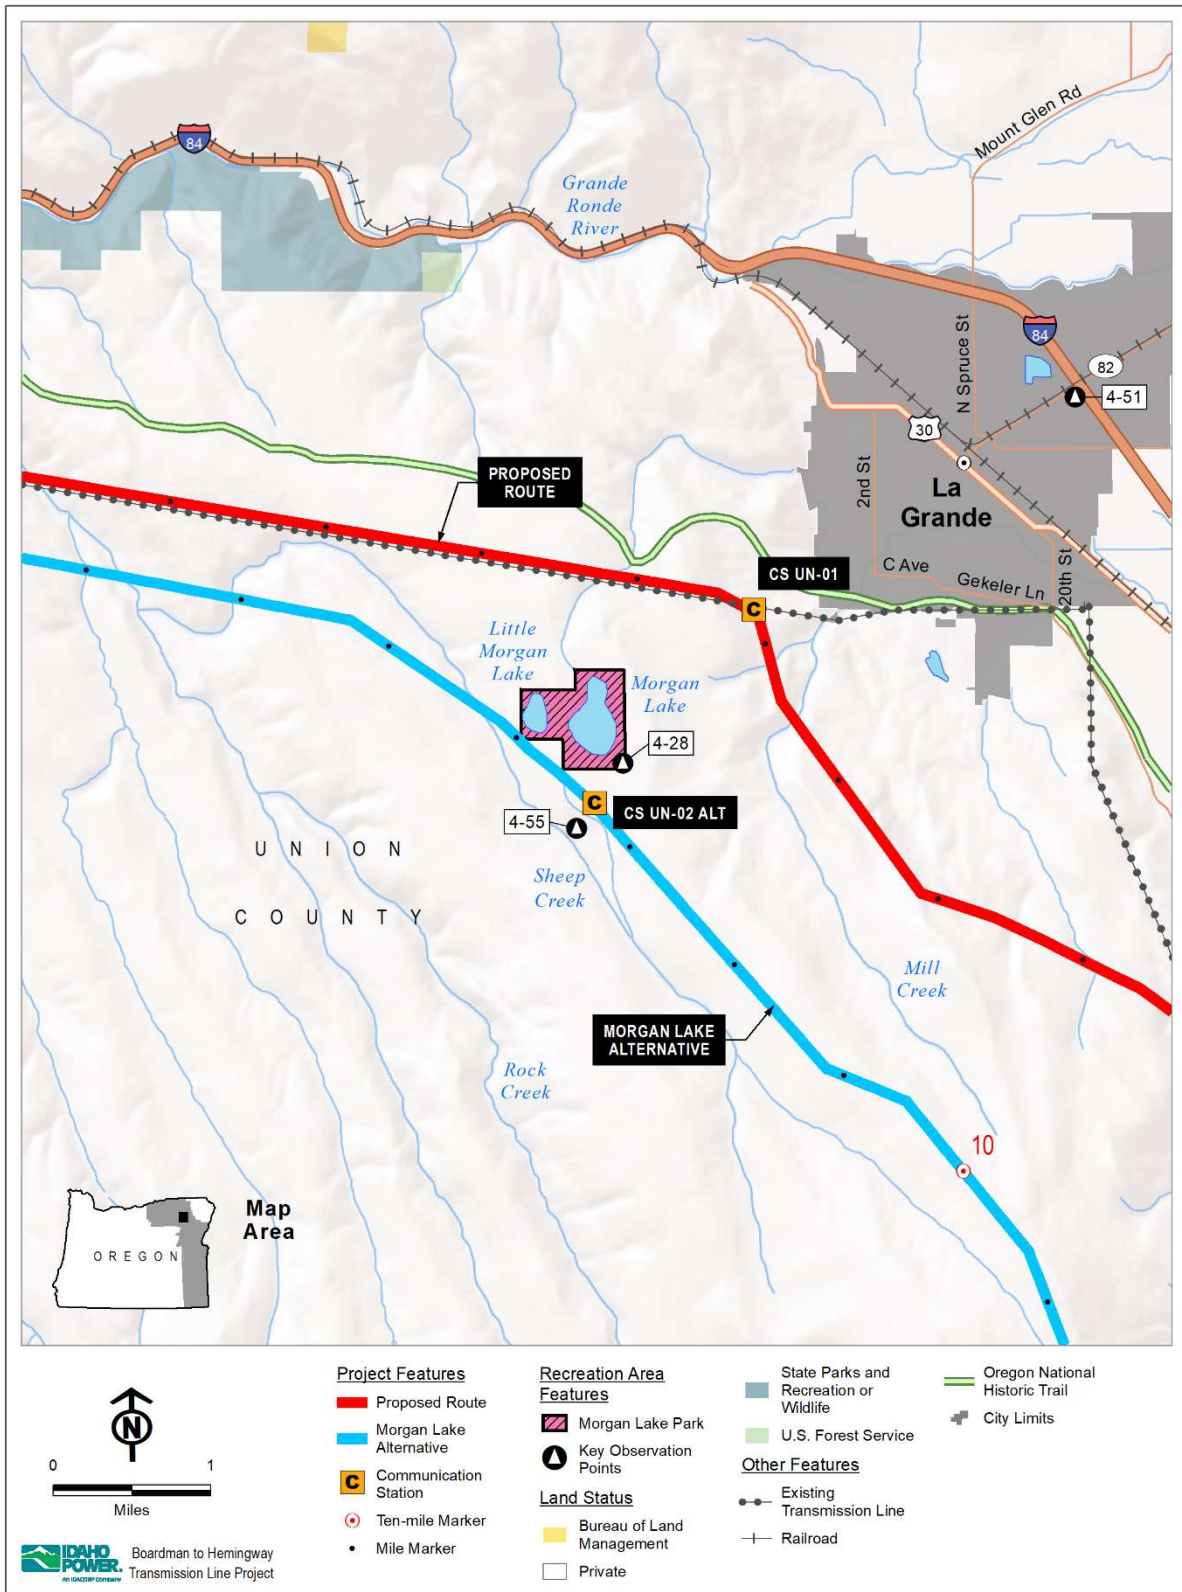 Mount Glen Rd
84
Grande
Ronde
River
N Spruce St
84
82
4-51
30
PROPOSED
ROUTE
2nd St
La
Grande
CS UN-01
C Ave
Gekeler Ln
20th St
C
Little
Morgan
Lake
Morgan
Lake
4-28
C
CS UN-02 ALT
4-55
UNION
COUNTY
Sheep
Creek
Mill
Creek
MORGAN LAKE
ALTERNATIVE
Rock
Creek
10
Map
Area
OREGON
N
0 1
Miles
IDAHO
POWER.
An IDACORP Company
Boardman to Hemingway
Transmission Line Project
Project Features
Proposed Route
Morgan Lake
Alternative
C
Communication
Station
Ten-mile Marker
Mile Marker
Recreation Area
Features
Morgan Lake Park
Key Observation
Points
Land Status
Bureau of Land
Management
Private
State Parks and
Recreation or
Wildlife
U.S. Forest Service
Other Features
Existing
Transmission Line
Railroad
Oregon National
Historic Trail
City Limits